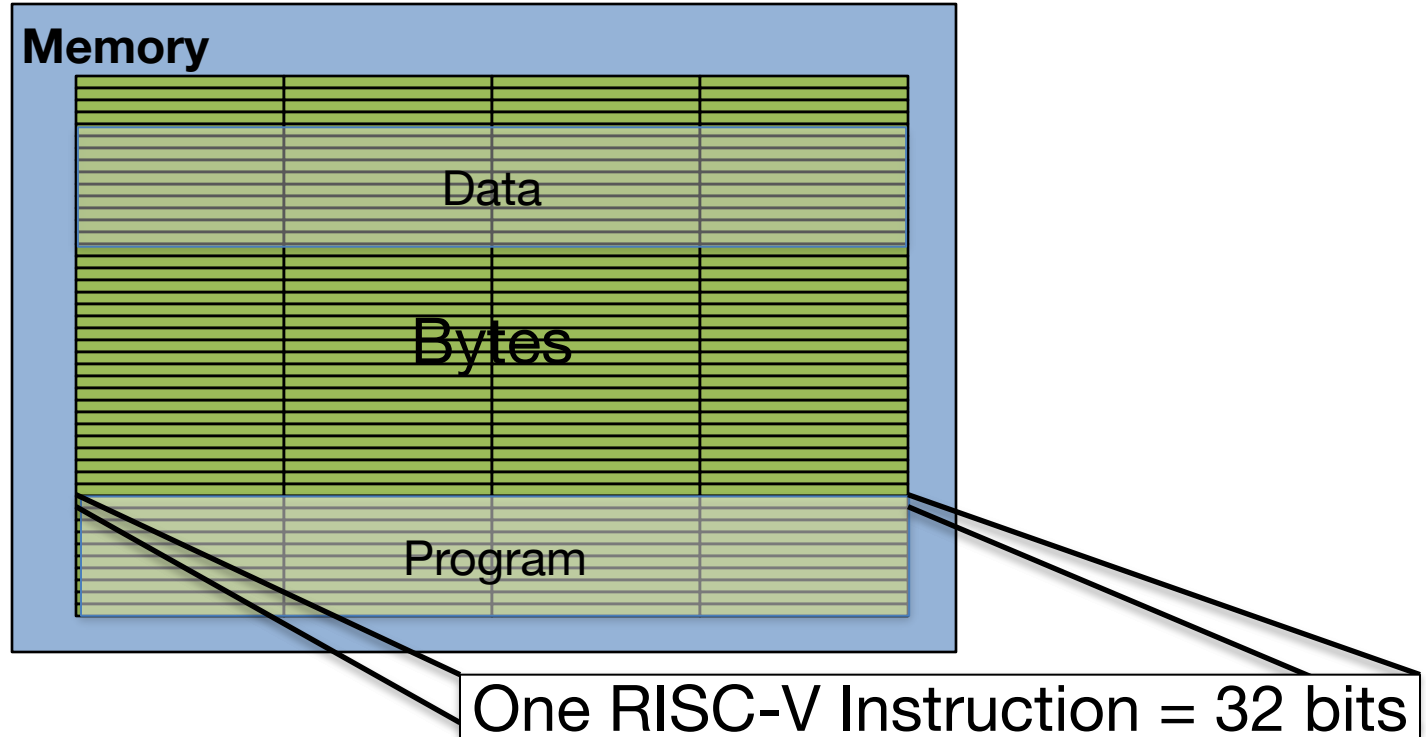 Memory
Data
Bytes
Program
One RISC-V Instruction = 32 bits